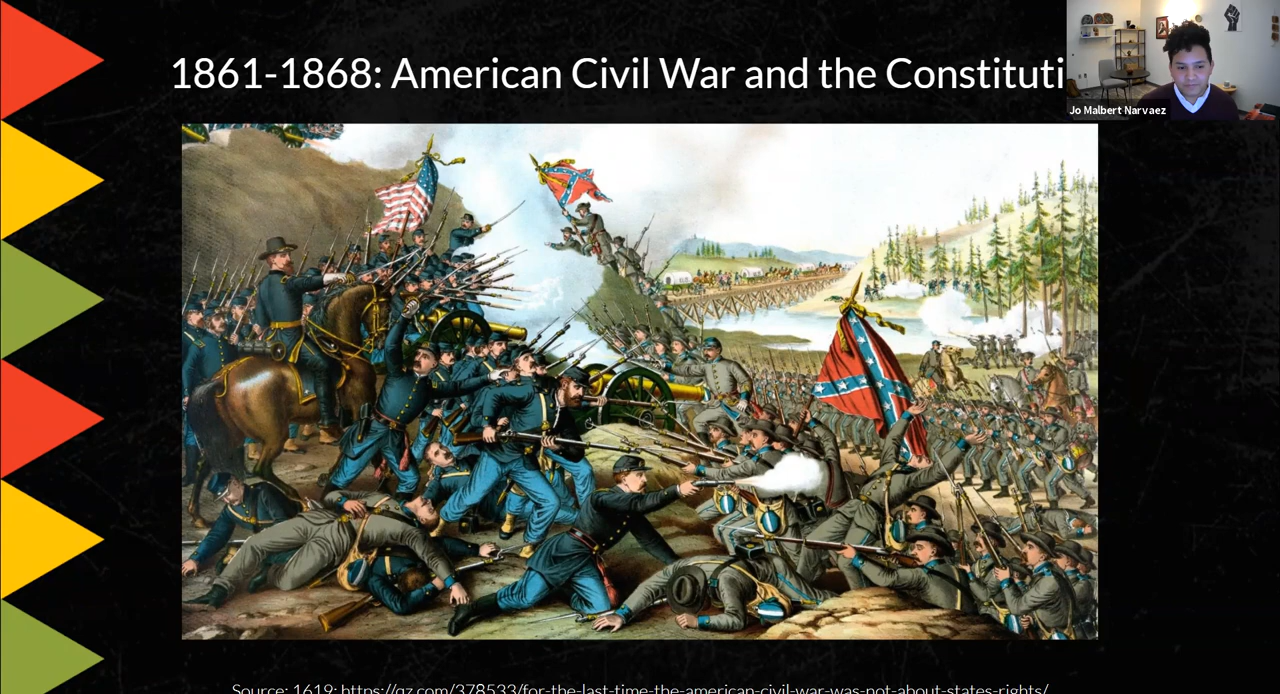 1861-1868: American Civil War and the Constituti
Jo Malbert Narvaez
Source: 1619: https://qz.com/378533/for-the-last-time-the-american-civil-war-was-not-about-states-rights/